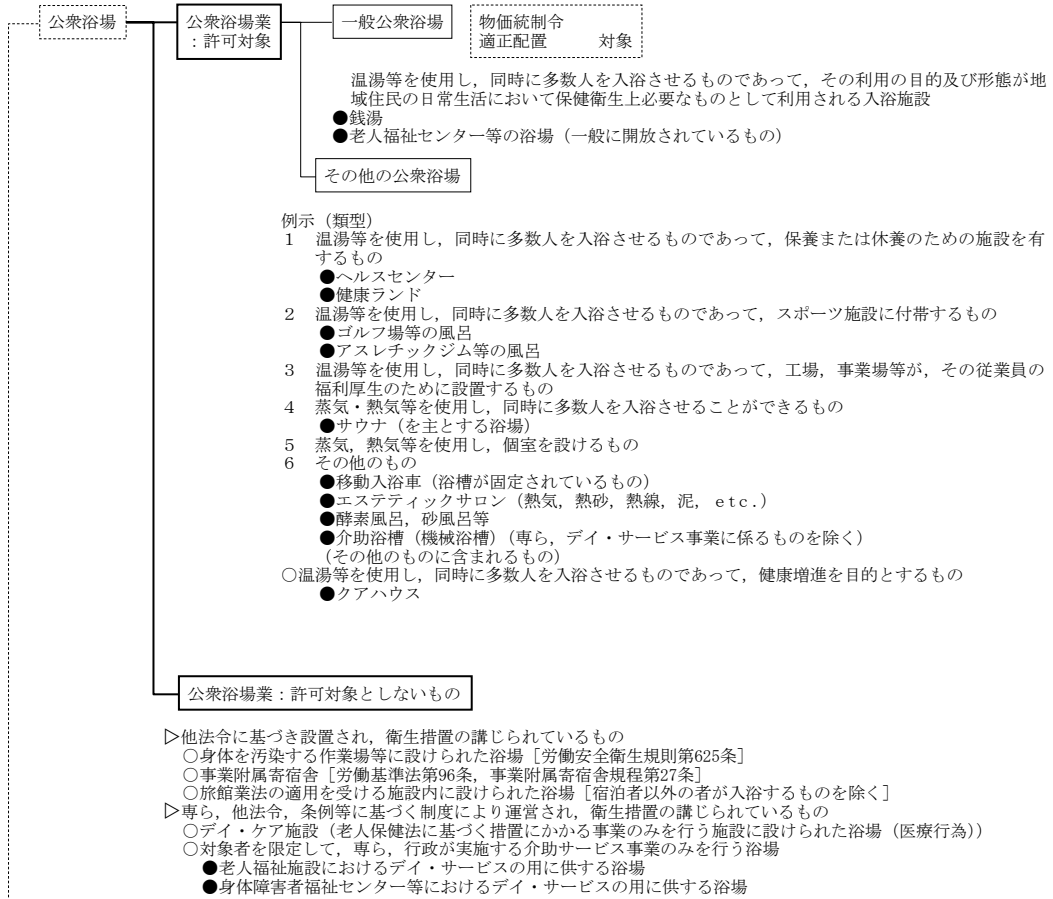 公衆浴場
公衆浴場業
：許可対象
一般公衆浴場
物価統制令
適正配置　　　対象
温湯等を使用し，同時に多数人を入浴させるものであって，その利用の目的及び形態が地
域住民の日常生活において保健衛生上必要なものとして利用される入浴施設
●銭湯
●老人福祉センター等の浴場（一般に開放されているもの）
その他の公衆浴場
例示（類型）
１　温湯等を使用し，同時に多数人を入浴させるものであって，保養または休養のための施設を有
するもの
●ヘルスセンター
●健康ランド
２　温湯等を使用し，同時に多数人を入浴させるものであって，スポーツ施設に付帯するもの
●ゴルフ場等の風呂
●アスレチックジム等の風呂
３　温湯等を使用し，同時に多数人を入浴させるものであって，工場，事業場等が，その従業員の
福利厚生のために設置するもの
４　蒸気・熱気等を使用し，同時に多数人を入浴させることができるもの
●サウナ（を主とする浴場）
５　蒸気，熱気等を使用し，個室を設けるもの
６　その他のもの
●移動入浴車（浴槽が固定されているもの）
●エステティックサロン（熱気，熱砂，熱線，泥，ｅｔｃ．）
●酵素風呂，砂風呂等
●介助浴槽（機械浴槽）（専ら，デイ・サービス事業に係るものを除く）
（その他のものに含まれるもの）
○温湯等を使用し，同時に多数人を入浴させるものであって，健康増進を目的とするもの
●クアハウス
公衆浴場業：許可対象としないもの
▷他法令に基づき設置され，衛生措置の講じられているもの
○身体を汚染する作業場等に設けられた浴場［労働安全衛生規則第625条］
○事業附属寄宿舎［労働基準法第96条，事業附属寄宿舎規程第27条］
○旅館業法の適用を受ける施設内に設けられた浴場［宿泊者以外の者が入浴するものを除く］
▷専ら，他法令，条例等に基づく制度により運営され，衛生措置の講じられているもの
○デイ・ケア施設（老人保健法に基づく措置にかかる事業のみを行う施設に設けられた浴場（医療行為））
○対象者を限定して，専ら，行政が実施する介助サービス事業のみを行う浴場
●老人福祉施設におけるデイ・サービスの用に供する浴場
●身体障害者福祉センター等におけるデイ・サービスの用に供する浴場